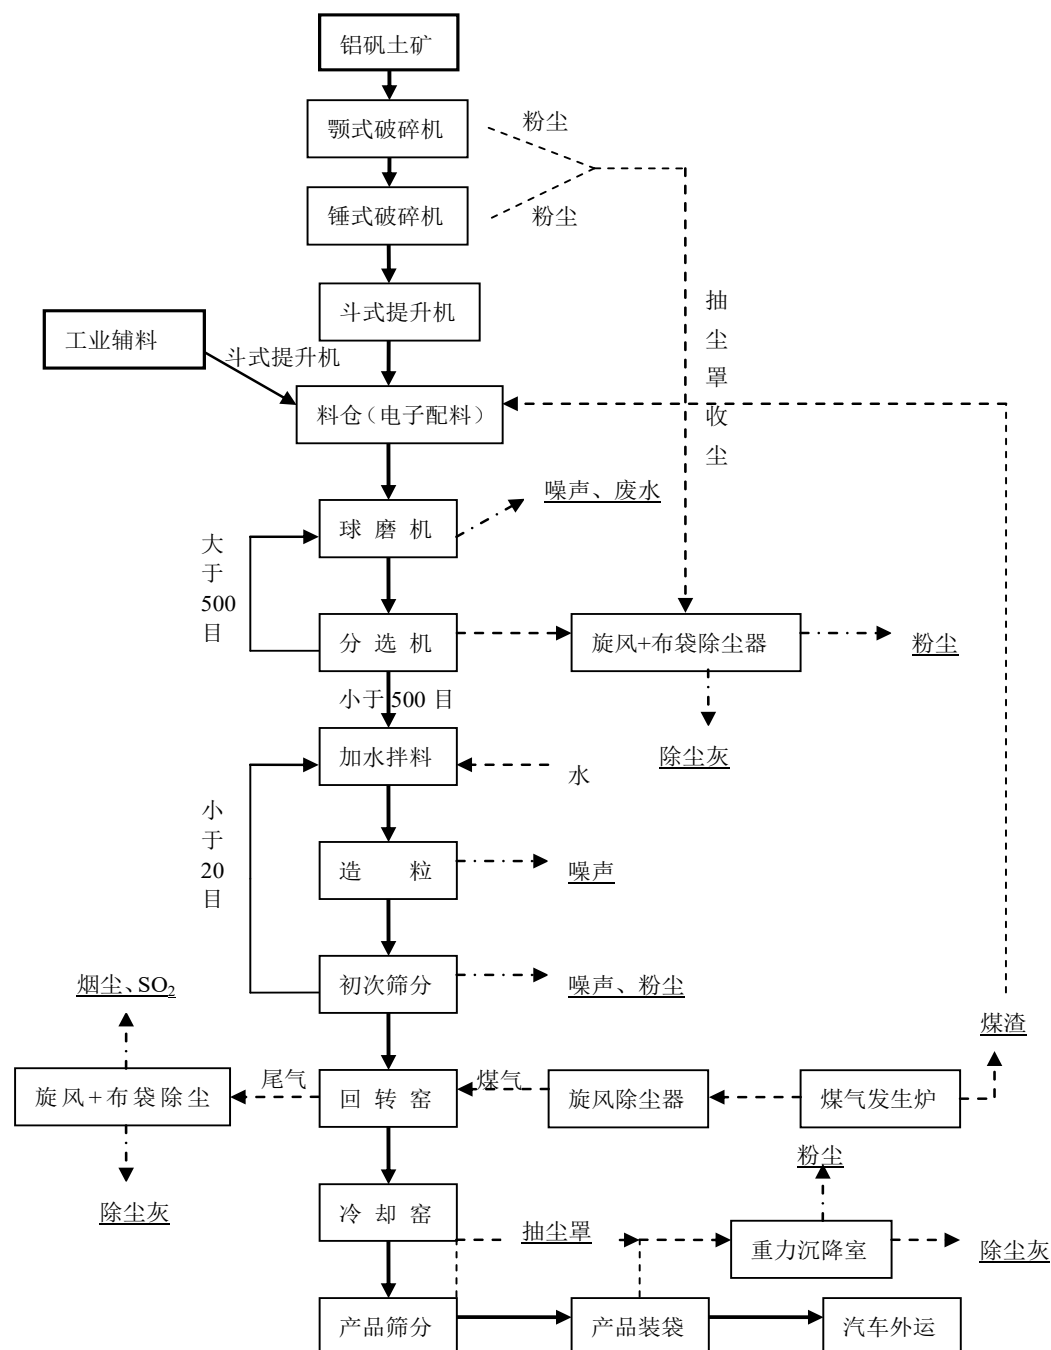 铝矾土矿
颚式破碎机
粉尘
锤式破碎机
粉尘
斗式提升机
抽尘罩收尘
工业辅料
斗式提升机
料仓（电子配料）
球 磨 机
噪声、废水
大于500目
分 选 机
旋风+布袋除尘器
粉尘
小于 500 目
除尘灰
加水拌料
水
小于20目
造 粒
噪声
初次筛分
噪声、粉尘
烟尘、SO₂
煤渣
旋风+布袋除尘
尾气
回 转 窑
煤气
旋风除尘器
煤气发生炉
粉尘
除尘灰
冷 却 窑
抽尘罩
重力沉降室
除尘灰
产品筛分
产品装袋
汽车外运